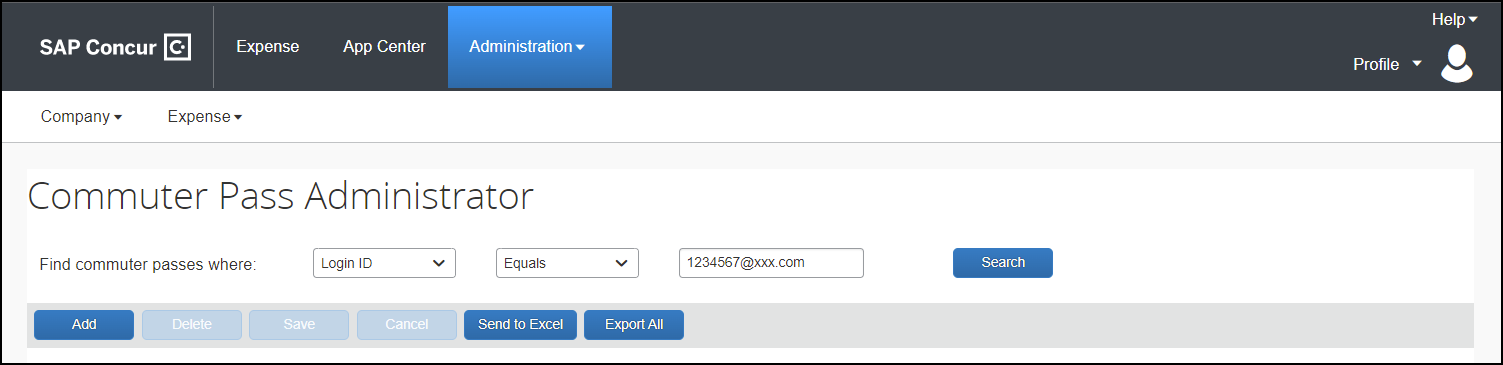 Help
SAP Concur C. Expense App Center Administration
Profile
Company Expense
Commuter Pass Administrator
Find commuter passes where: Login ID Equals 1234567@xxx.com Search
Add Delete Save Cancel Send to Excel Export All